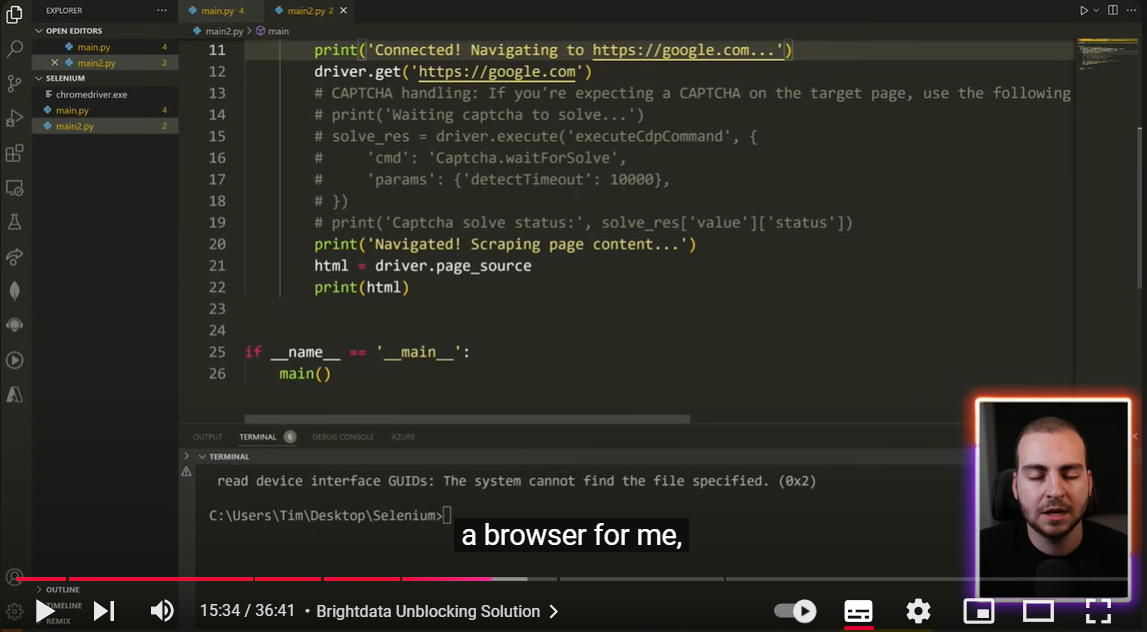 EXPLORER ···
main.py 4 main2.py 2 ×
OPEN EDITORS
main.py 4
× main2.py 2
SELENIUM
chromedriver.exe
main.py 4
main2.py 2
main2.py > main
11 print('Connected! Navigating to https://google.com...')
12 driver.get('https://google.com')
13 # CAPTCHA handling: If you're expecting a CAPTCHA on the target page, use the following
14 # print('Waiting captcha to solve...')
15 # solve_res = driver.execute('executeCdpCommand', {
16 # 'cmd': 'Captcha.waitForSolve',
17 # 'params': {'detectTimeout': 10000},
18 # })
19 # print('Captcha solve status:', solve_res['value']['status'])
20 print('Navigated! Scraping page content...')
21 html = driver.page_source
22 print(html)
23
24
25 if __name__ == '__main__':
26 main()
OUTPUT TERMINAL 6 DEBUG CONSOLE AZURE
TERMINAL
read device interface GUIDs: The system cannot find the file specified. (0x2)
C:\Users\Tim\Desktop\Selenium>
a browser for me,
OUTLINE
TIMELINE
REMIX
15:34 / 36:41 • Brightdata Unblocking Solution >